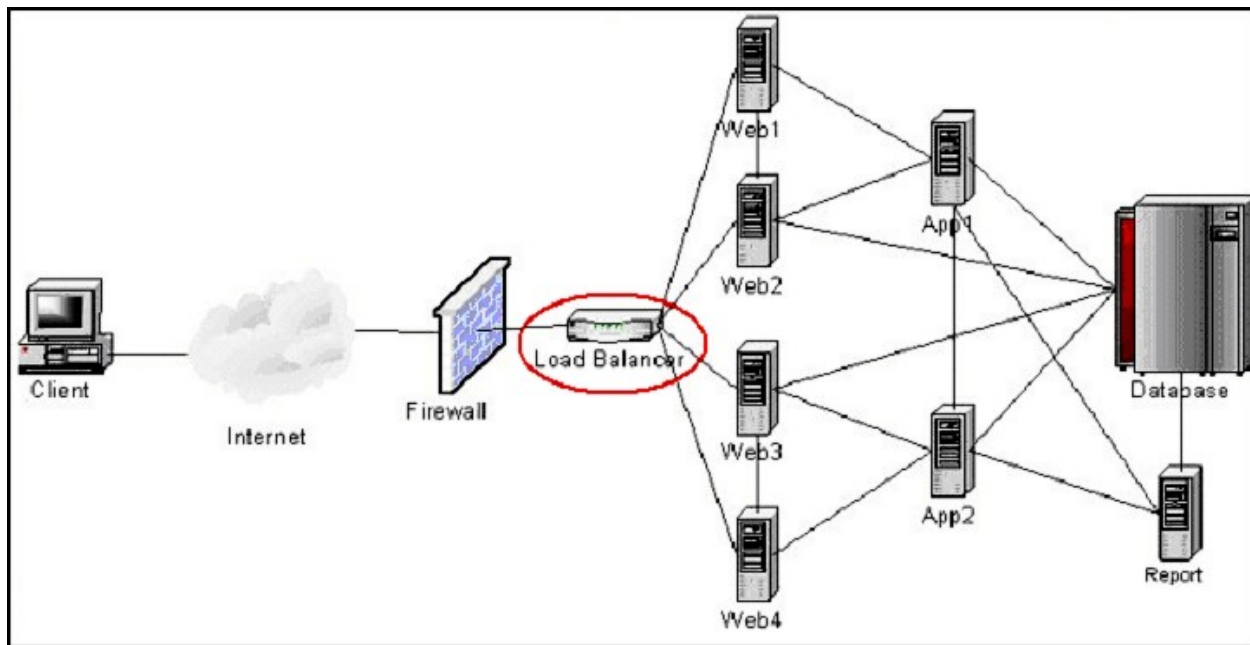 Client
Internet
Firewall
Load Balancer
Web1
Web2
Web3
Web4
App1
App2
Database
Report